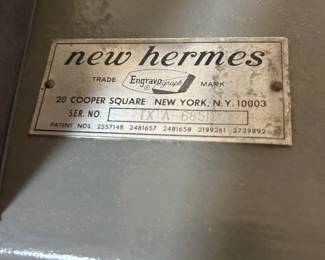 new hermes
TRADE Engravograph ® MARK
20 COOPER SQUARE NEW YORK, N.Y. 10003
SER. NO.
PATENT NOS. 2557148 2481657 2481658 2199261 2729892